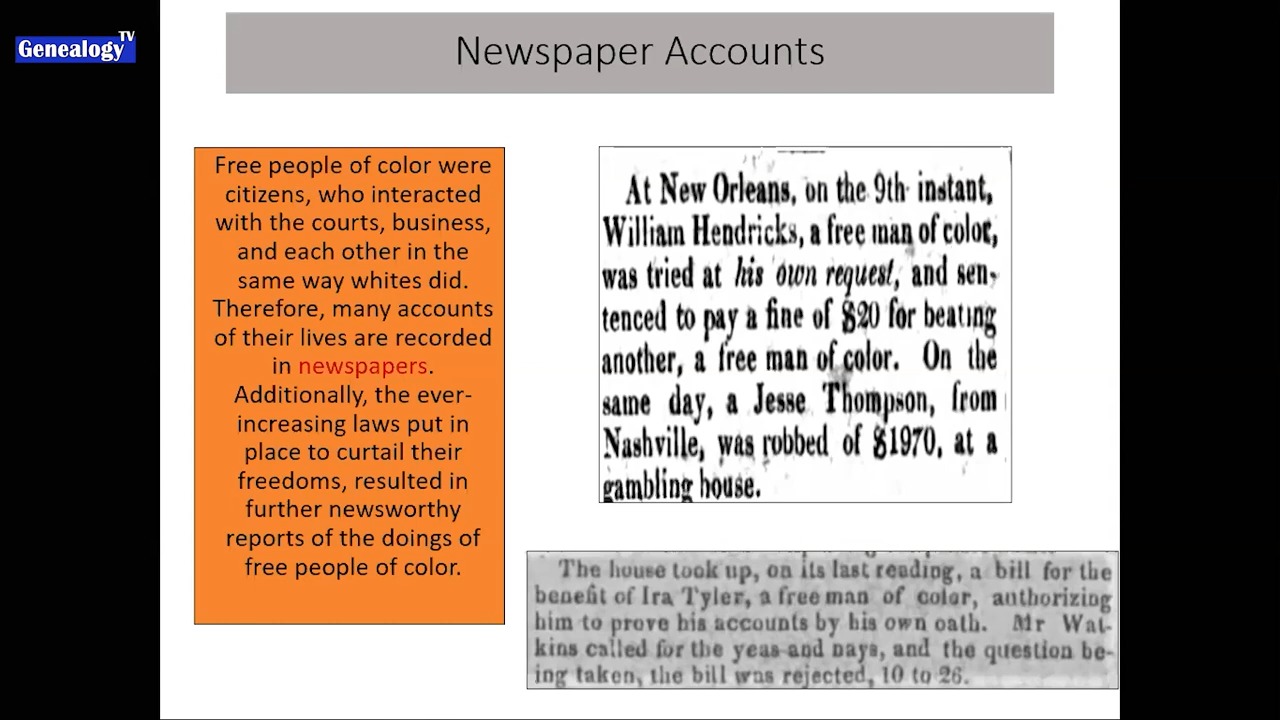 Genealogy TV
Newspaper Accounts
Free people of color were
citizens, who interacted
with the courts, business,
and each other in the
same way whites did.
Therefore, many accounts
of their lives are recorded
in newspapers.
Additionally, the ever-
increasing laws put in
place to curtail their
freedoms, resulted in
further newsworthy
reports of the doings of
free people of color.
At New Orleans, on the 9th instant,
William Hendricks, a free man of color,
was tried at his own request, and sen-
tenced to pay a fine of $20 for beating
another, a free man of color. On the
same day, a Jesse Thompson, from
Nashville, was robbed of $1970, at a
gambling house.
The house took up, on its last reading, a bill for the
benefit of Ira Tyler, a free man of color, authorizing
him to prove his accounts by his own oath. Mr Wat-
kins called for the yeas and nays, and the question be-
ing taken, the bill was rejected, 10 to 26.